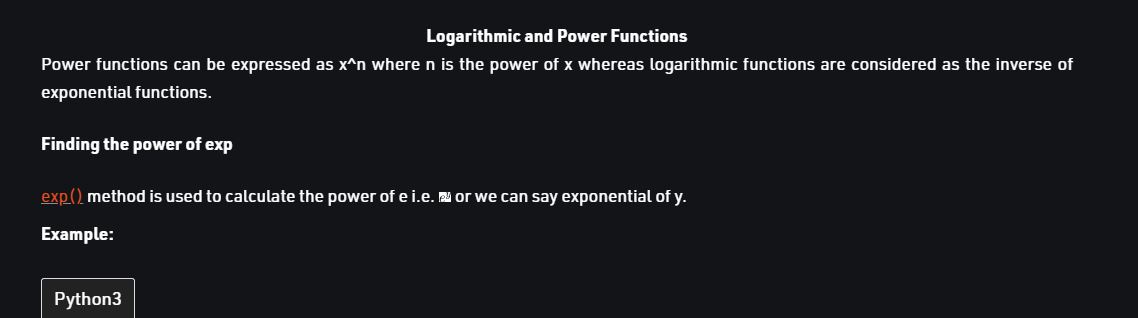 Logarithmic and Power Functions
Power functions can be expressed as x^n where n is the power of x whereas logarithmic functions are considered as the inverse of
exponential functions.
Finding the power of exp
exp() method is used to calculate the power of e i.e. or we can say exponential of y.
Example:
Python3